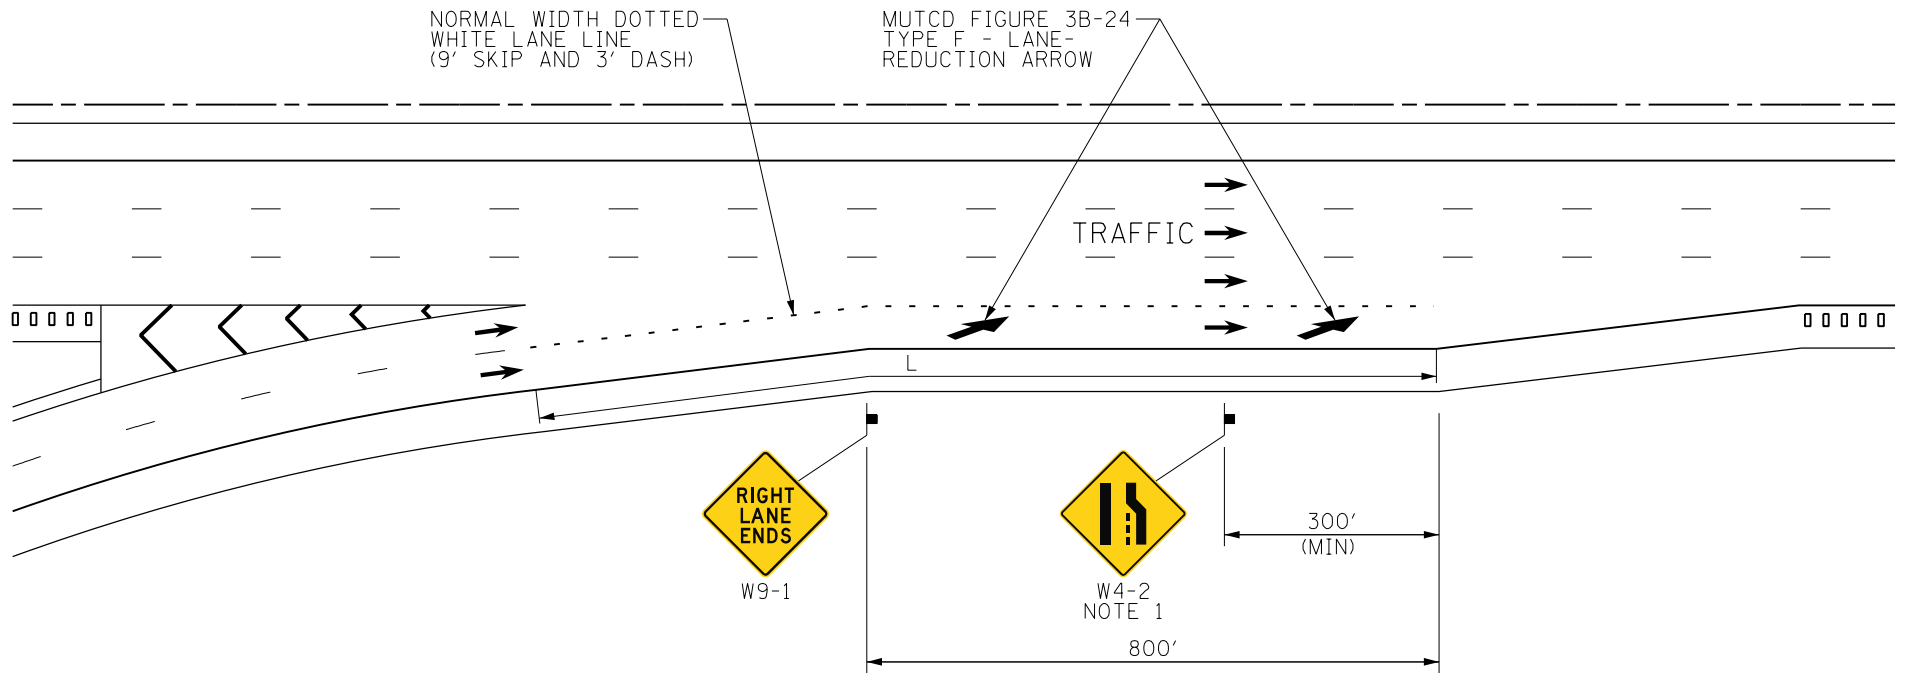 NORMAL WIDTH DOTTED
WHITE LANE LINE
(9' SKIP AND 3' DASH)
MUTCD FIGURE 3B-24
TYPE F - LANE-
REDUCTION ARROW
TRAFFIC
L
RIGHT
LANE
ENDS
W9-1
W4-2
NOTE 1
300'
(MIN)
800'